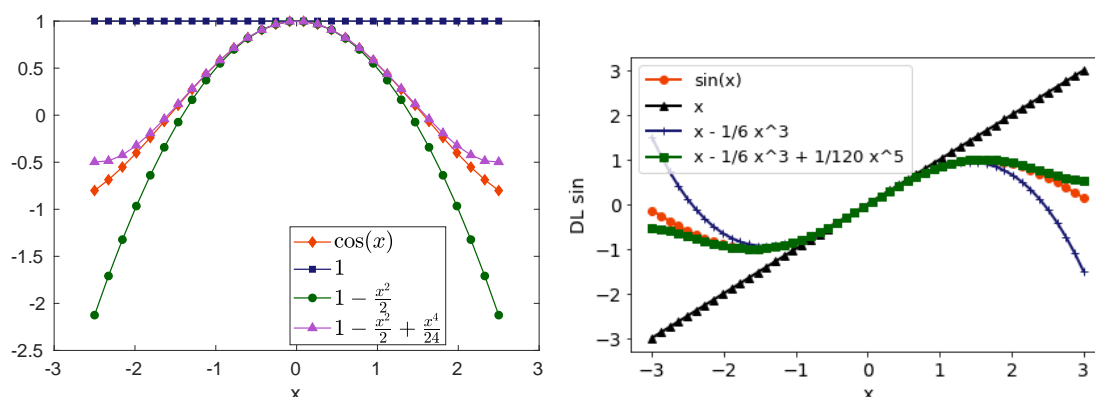 1
0.5
0
-0.5
-1
-1.5
-2
-2.5
cos(x)
1
1 − x²/2
1 − x²/2 + x⁴/24
-3 -2 -1 0 1 2 3
x
DL sin
3
2
1
0
−1
−2
−3
sin(x)
x
x - 1/6 x^3
x - 1/6 x^3 + 1/120 x^5
−3 −2 −1 0 1 2 3
x